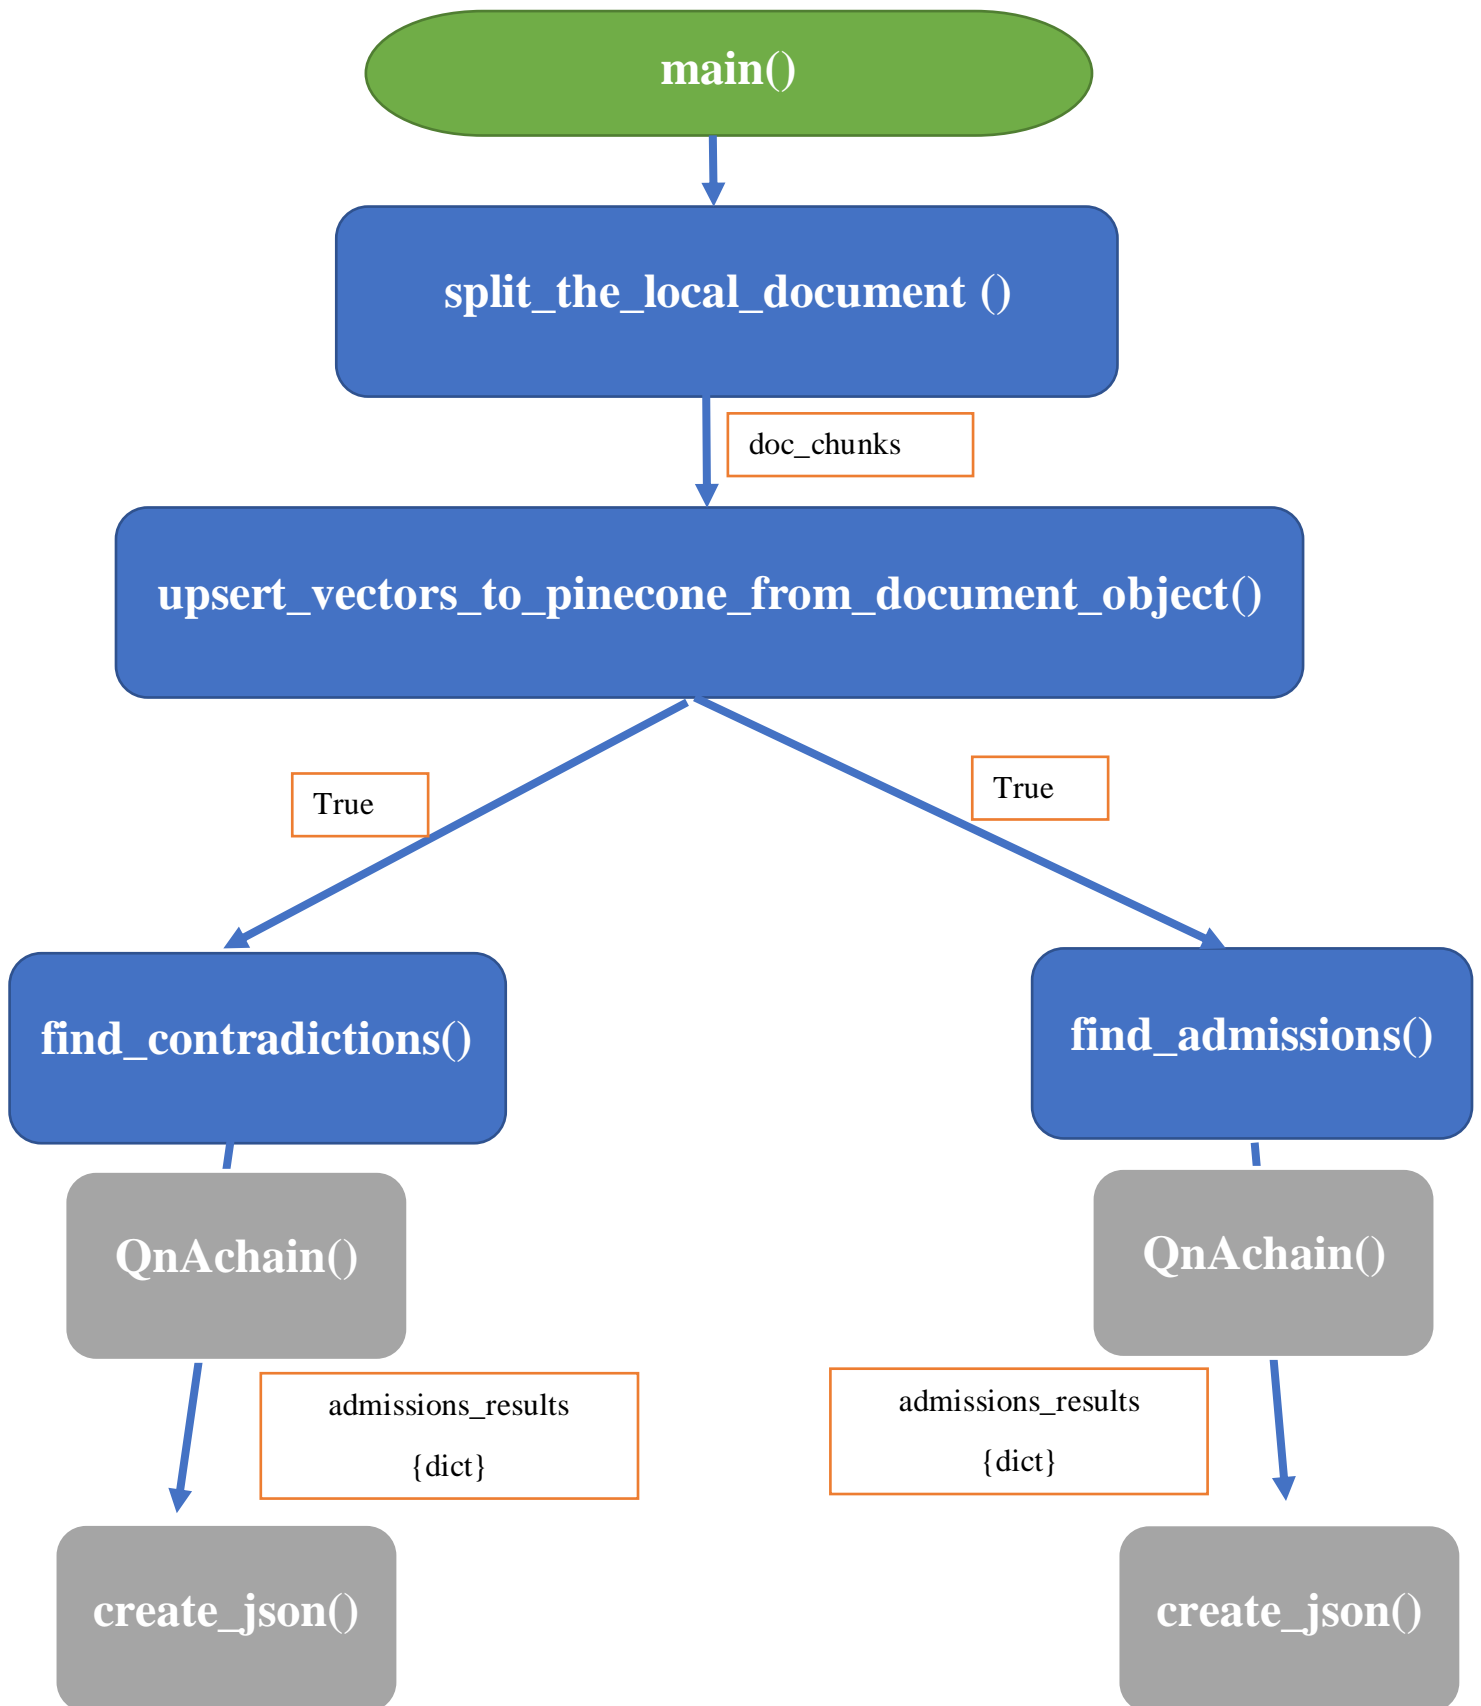 main()
split_the_local_document ()
doc_chunks
upsert_vectors_to_pinecone_from_document_object()
True
True
find_contradictions()
find_admissions()
QnAchain()
QnAchain()
admissions_results
{dict}
admissions_results
{dict}
create_json()
create_json()